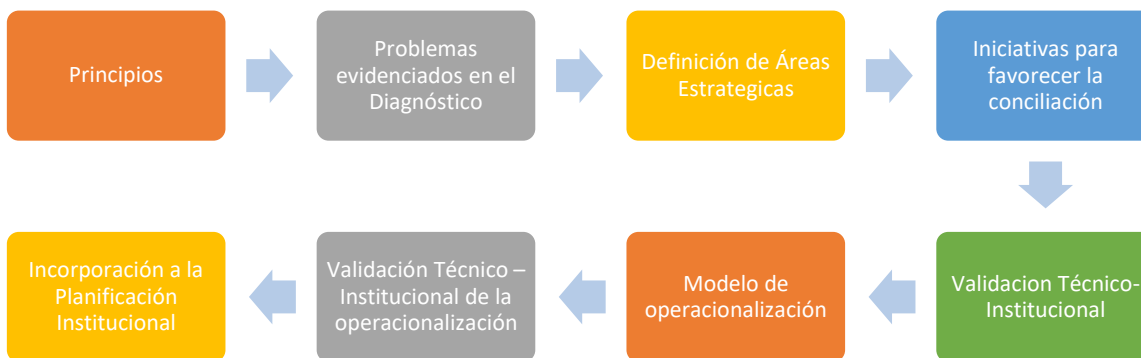 Principios
Problemas
evidenciados en el
Diagnóstico
Definición de Áreas
Estrategicas
Iniciativas para
favorecer la
conciliación
Validacion Técnico-
Institucional
Modelo de
operacionalización
Validación Técnico –
Institucional de la
operacionalización
Incorporación a la
Planificación
Institucional